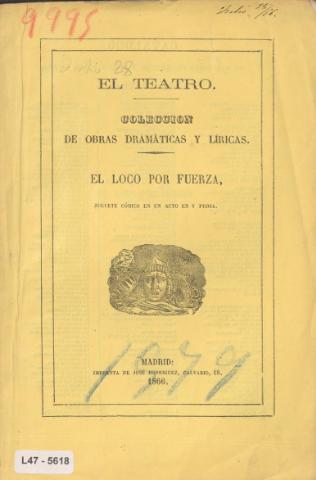 9995
28
EL TEATRO.
COLECCION
DE OBRAS DRAMÁTICAS Y LÍRICAS.
EL LOCO POR FUERZA,
JUGUETE CÓMICO EN UN ACTO EN Y PROSA.
MADRID:
IMPRENTA DE JOSÉ RODRIGUEZ, CALVARIO, 18.
1866.
1979
L47 - 5618